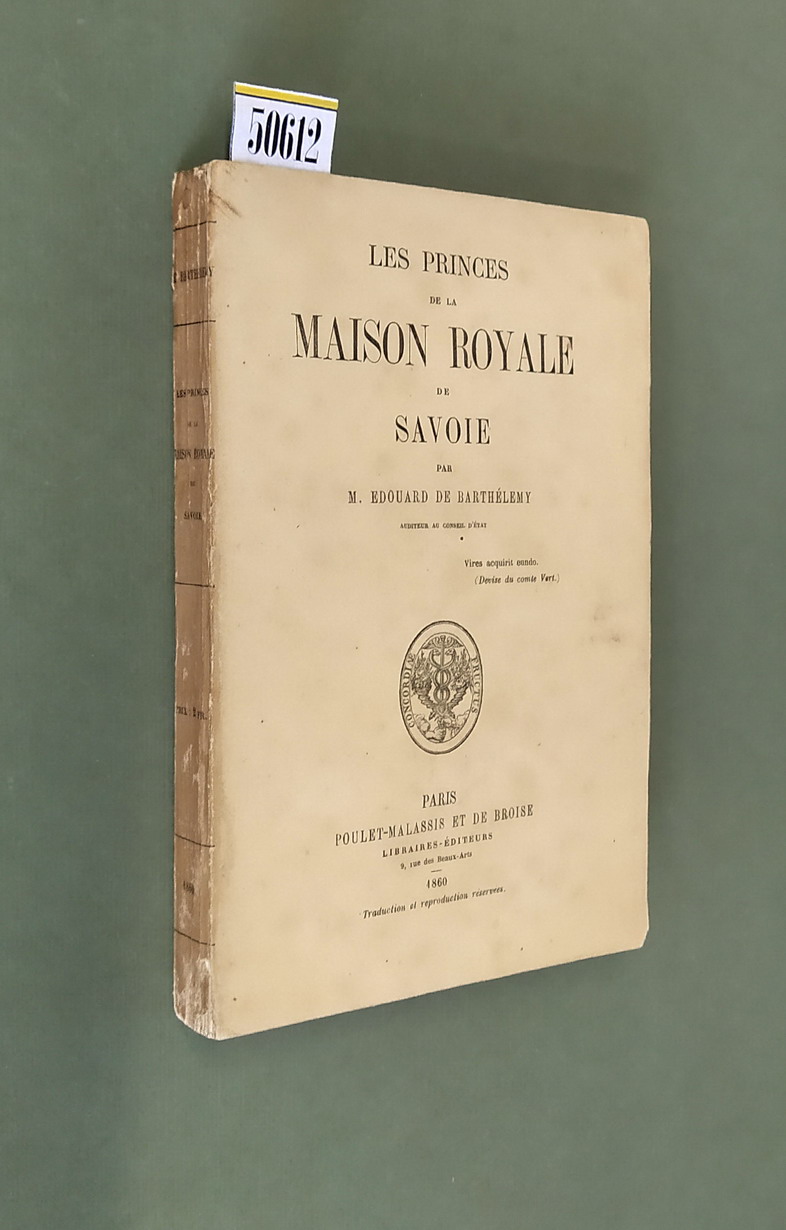 50612
LES PRINCES
DE LA
MAISON ROYALE
DE
SAVOIE
PAR
M. EDOUARD DE BARTHÉLEMY
AUDITEUR AU CONSEIL D'ÉTAT
Vires acquirit eundo.
(Devise du comte Vert.)
CONCORDIÆ FRUCTUS
PARIS
POULET-MALASSIS ET DE BROISE
LIBRAIRES-ÉDITEURS
9, rue des Beaux-Arts
1860
Traduction et reproduction réservées.
BARTHÉLEMY
LES PRINCES
DE LA
MAISON ROYALE
DE
SAVOIE
1860